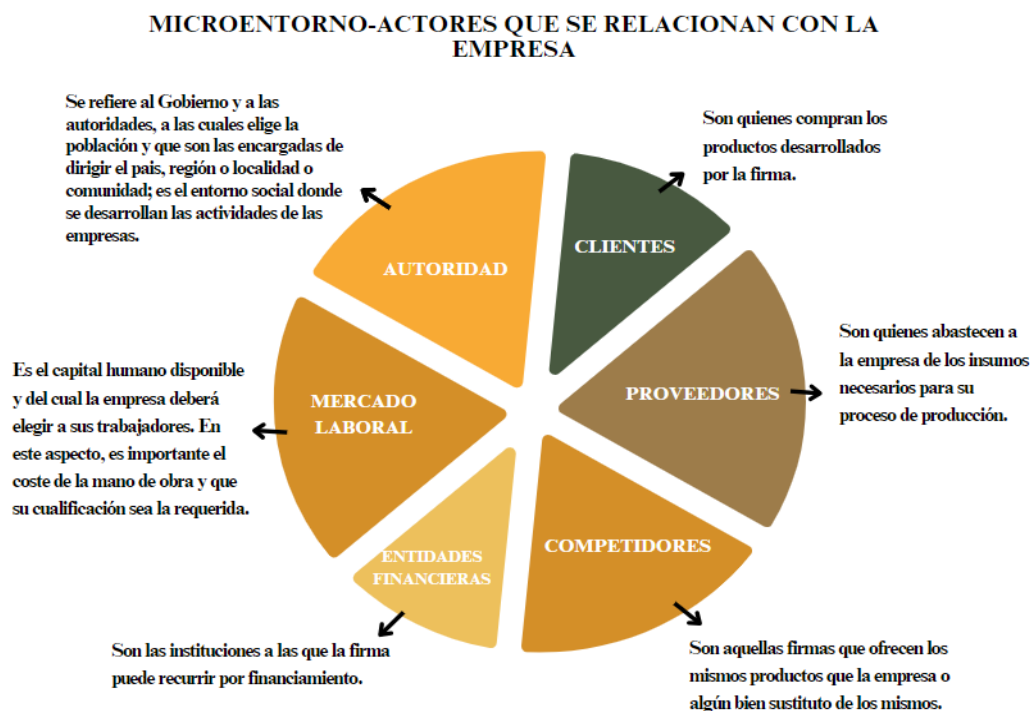 MICROENTORNO-ACTORES QUE SE RELACIONAN CON LA
EMPRESA
Se refiere al Gobierno y a las
autoridades, a las cuales elige la
población y que son las encargadas de
dirigir el país, región o localidad o
comunidad; es el entorno social donde
se desarrollan las actividades de las
empresas.
AUTORIDAD
Son quienes compran los
productos desarrollados
por la firma.
CLIENTES
Son quienes abastecen a
la empresa de los insumos
necesarios para su
proceso de producción.
PROVEEDORES
Es el capital humano disponible
y del cual la empresa deberá
elegir a sus trabajadores. En
este aspecto, es importante el
coste de la mano de obra y que
su cualificación sea la requerida.
MERCADO
LABORAL
COMPETIDORES
Son aquellas firmas que ofrecen los
mismos productos que la empresa o
algún bien sustituto de los mismos.
ENTIDADES
FINANCIERAS
Son las instituciones a las que la firma
puede recurrir por financiamiento.